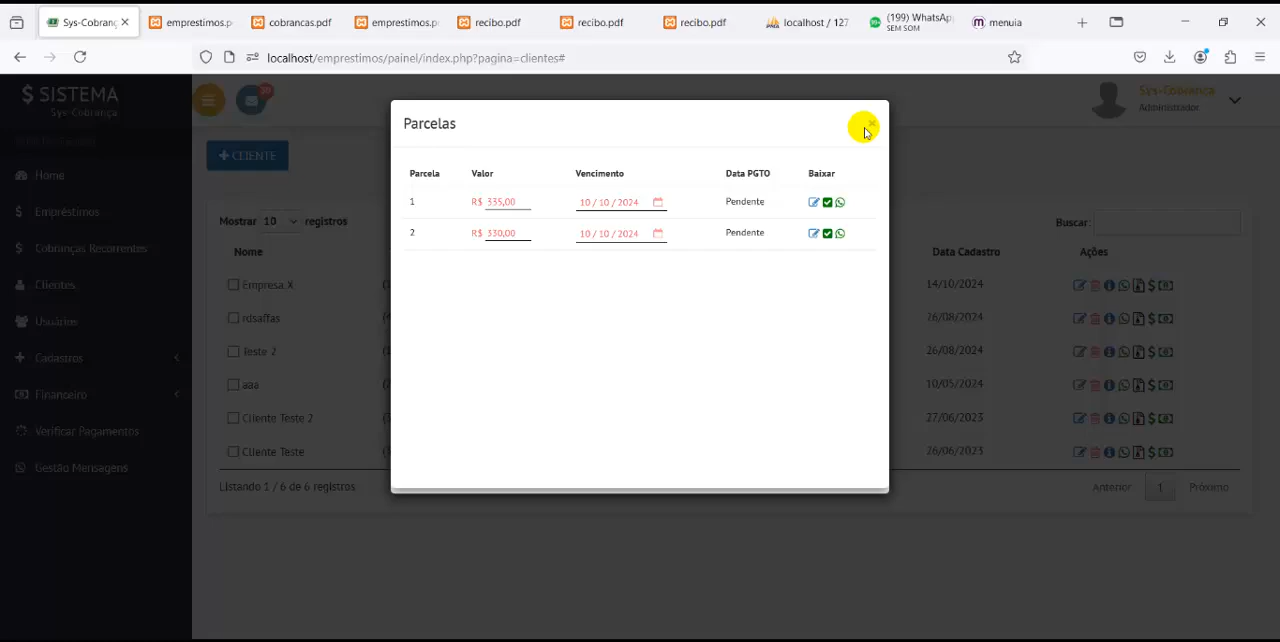 Sys-Cobranç
emprestimos.p
cobrancas.pdf
emprestimos.p
recibo.pdf
recibo.pdf
recibo.pdf
localhost / 127
(199) WhatsAp
SEM SOM
menuia
localhost/emprestimos/painel/index.php?pagina=clientes#
$ SISTEMA
Sys-Cobrança
Sys-Cobrança
Administrador
Home
Empréstimos
Cobranças Recorrentes
Clientes
Usuários
Cadastros
Financeiro
Verificar Pagamentos
Gestão Mensagens
+ CLIENTE
Mostrar 10 registros
Buscar:
Nome
Data Cadastro
Ações
Empresa X
14/10/2024
rdsaffas
26/08/2024
Teste 2
26/08/2024
aaa
10/05/2024
Cliente Teste 2
27/06/2023
Cliente Teste
26/06/2023
Listando 1 / 6 de 6 registros
Anterior 1 Próximo
Parcelas
×
Parcela Valor Vencimento Data PGTO Baixar
1 R$ 335,00 10 / 10 / 2024 Pendente
2 R$ 330,00 10 / 10 / 2024 Pendente